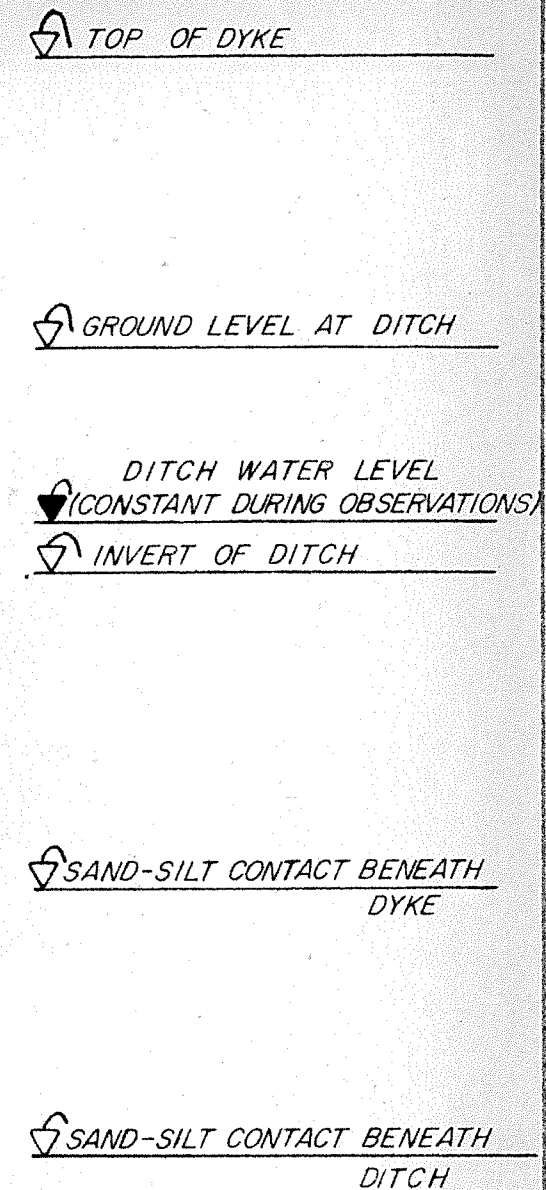 TOP OF DYKE
GROUND LEVEL AT DITCH
DITCH WATER LEVEL
(CONSTANT DURING OBSERVATIONS)
INVERT OF DITCH
SAND-SILT CONTACT BENEATH
DYKE
SAND-SILT CONTACT BENEATH
DITCH